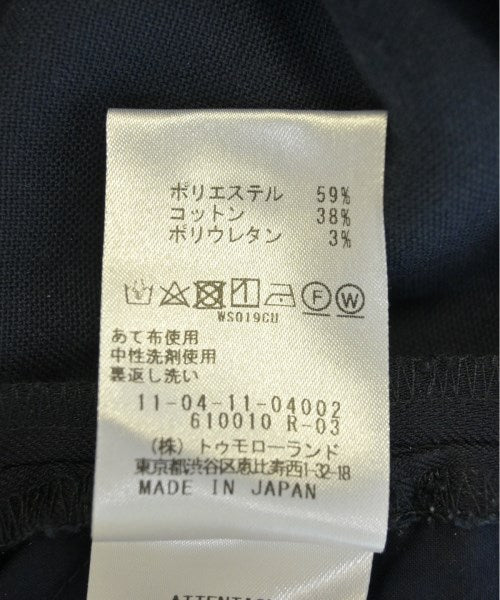 ポリエステル 59%
コットン 38%
ポリウレタン 3%
F W
WS019CU
あて布使用
中性洗剤使用
裏返し洗い
11-04-11-04002
610010 R-03
(株) トゥモローランド
東京都渋谷区恵比寿西1-32-18
MADE IN JAPAN